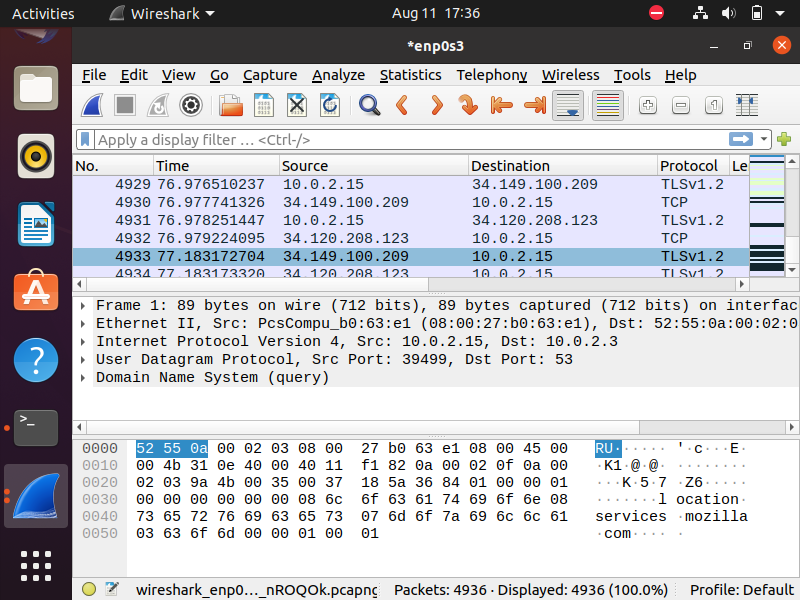 Activities Wireshark Aug 11 17:36
*enp0s3
File Edit View Go Capture Analyze Statistics Telephony Wireless Tools Help
Apply a display filter … <Ctrl-/>
No. Time Source Destination Protocol Le
4929 76.976510237 10.0.2.15 34.149.100.209 TLSv1.2
4930 76.977741326 34.149.100.209 10.0.2.15 TCP
4931 76.978251447 10.0.2.15 34.120.208.123 TLSv1.2
4932 76.979224095 34.120.208.123 10.0.2.15 TCP
4933 77.183172704 34.149.100.209 10.0.2.15 TLSv1.2
4934 77.183173320 34.120.208.123 10.0.2.15 TLSv1.2
Frame 1: 89 bytes on wire (712 bits), 89 bytes captured (712 bits) on interfac
Ethernet II, Src: PcsCompu_b0:63:e1 (08:00:27:b0:63:e1), Dst: 52:55:0a:00:02:0
Internet Protocol Version 4, Src: 10.0.2.15, Dst: 10.0.2.3
User Datagram Protocol, Src Port: 39499, Dst Port: 53
Domain Name System (query)
0000 52 55 0a 00 02 03 08 00 27 b0 63 e1 08 00 45 00 RU······ '·c···E·
0010 00 4b 31 0e 40 00 40 11 f1 82 0a 00 02 0f 0a 00 ·K1·@·@· ········
0020 02 03 9a 4b 00 35 00 37 18 5a 36 84 01 00 00 01 ···K·5·7 ·Z6·····
0030 00 00 00 00 00 00 08 6c 6f 63 61 74 69 6f 6e 08 ·······l ocation·
0040 73 65 72 76 69 63 65 73 07 6d 6f 7a 69 6c 6c 61 services ·mozilla
0050 03 63 6f 6d 00 00 01 00 01 ·com···· ·
wireshark_enp0…_nROQOk.pcapng Packets: 4936 · Displayed: 4936 (100.0%) Profile: Default